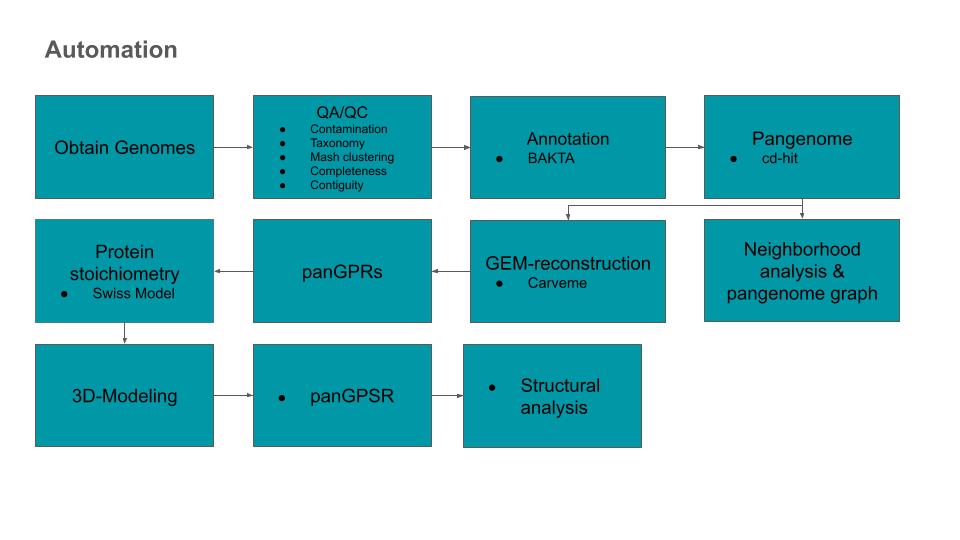 Automation
Obtain Genomes
QA/QC
● Contamination
● Taxonomy
● Mash clustering
● Completeness
● Contiguity
Annotation
● BAKTA
Pangenome
● cd-hit
Protein
stoichiometry
● Swiss Model
panGPRs
GEM-reconstruction
● Carveme
Neighborhood
analysis &
pangenome graph
3D-Modeling
● panGPSR
● Structural
analysis